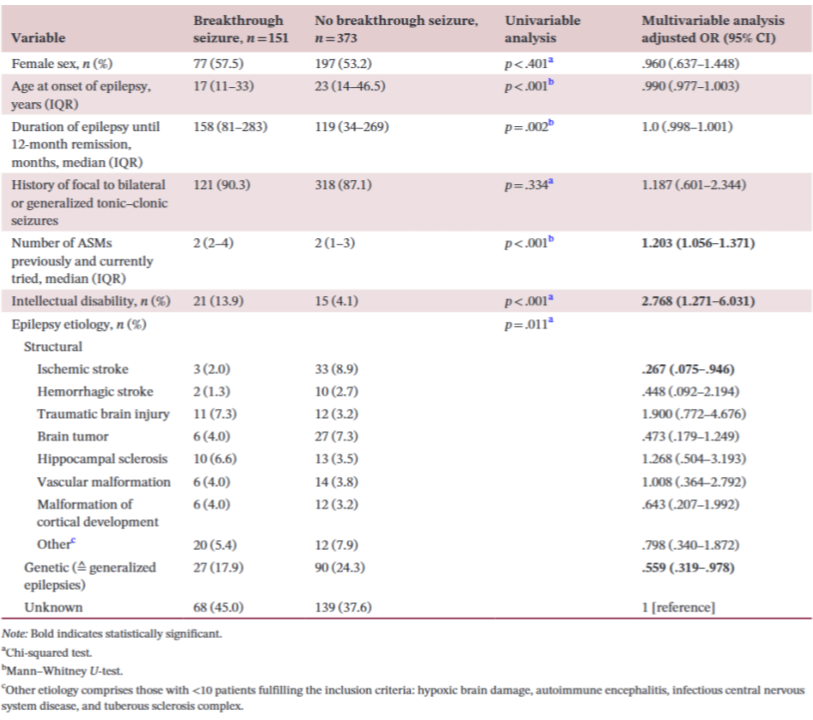 Variable Breakthrough seizure, n=151 No breakthrough seizure, n=373 Univariable analysis Multivariable analysis adjusted OR (95% CI)
Female sex, n (%) 77 (57.5) 197 (53.2) p<.401a .960 (.637–1.448)
Age at onset of epilepsy, years (IQR) 17 (11–33) 23 (14–46.5) p<.001b .990 (.977–1.003)
Duration of epilepsy until 12-month remission, months, median (IQR) 158 (81–283) 119 (34–269) p=.002b 1.0 (.998–1.001)
History of focal to bilateral or generalized tonic–clonic seizures 121 (90.3) 318 (87.1) p=.334a 1.187 (.601–2.344)
Number of ASMs previously and currently tried, median (IQR) 2 (2–4) 2 (1–3) p<.001b 1.203 (1.056–1.371)
Intellectual disability, n (%) 21 (13.9) 15 (4.1) p<.001a 2.768 (1.271–6.031)
Epilepsy etiology, n (%) p=.011a
Structural
Ischemic stroke 3 (2.0) 33 (8.9) .267 (.075–.946)
Hemorrhagic stroke 2 (1.3) 10 (2.7) .448 (.092–2.194)
Traumatic brain injury 11 (7.3) 12 (3.2) 1.900 (.772–4.676)
Brain tumor 6 (4.0) 27 (7.3) .473 (.179–1.249)
Hippocampal sclerosis 10 (6.6) 13 (3.5) 1.268 (.504–3.193)
Vascular malformation 6 (4.0) 14 (3.8) 1.008 (.364–2.792)
Malformation of cortical development 6 (4.0) 12 (3.2) .643 (.207–1.992)
Otherc 20 (5.4) 12 (7.9) .798 (.340–1.872)
Genetic (≙ generalized epilepsies) 27 (17.9) 90 (24.3) .559 (.319–.978)
Unknown 68 (45.0) 139 (37.6) 1 [reference]
Note: Bold indicates statistically significant.
aChi-squared test.
bMann–Whitney U-test.
cOther etiology comprises those with <10 patients fulfilling the inclusion criteria: hypoxic brain damage, autoimmune encephalitis, infectious central nervous
system disease, and tuberous sclerosis complex.